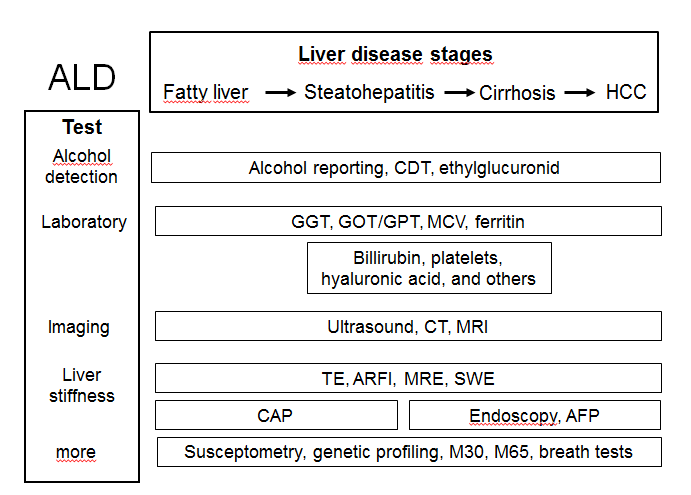 ALD
Liver disease stages
Fatty liver → Steatohepatitis → Cirrhosis → HCC
Test
Alcohol
detection
Alcohol reporting, CDT, ethylglucuronid
Laboratory
GGT, GOT/GPT, MCV, ferritin
Billirubin, platelets,
hyaluronic acid, and others
Imaging
Ultrasound, CT, MRI
Liver
stiffness
TE, ARFI, MRE, SWE
CAP
Endoscopy, AFP
more
Susceptometry, genetic profiling, M30, M65, breath tests